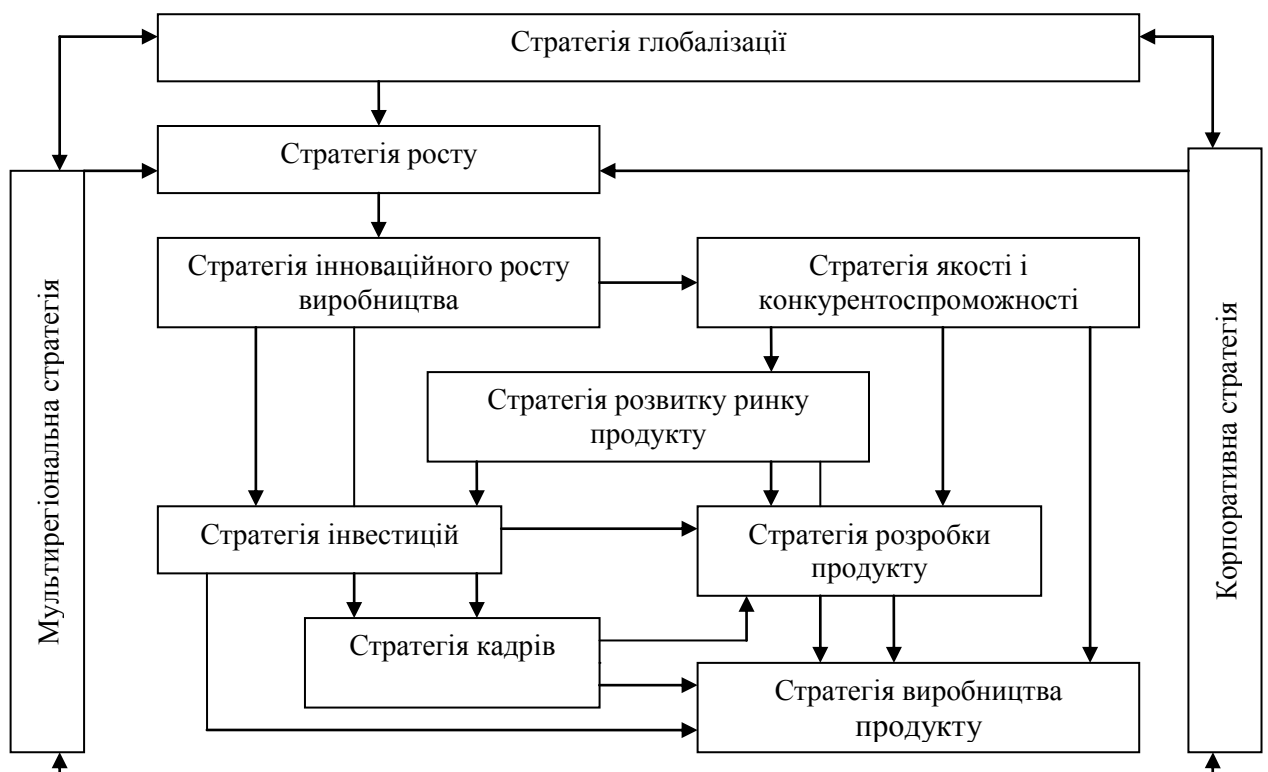 Стратегія глобалізації
Стратегія росту
Стратегія інноваційного росту
виробництва
Стратегія якості і
конкурентоспроможності
Стратегія розвитку ринку
продукту
Стратегія інвестицій
Стратегія розробки
продукту
Стратегія кадрів
Стратегія виробництва
продукту
Мультирегіональна стратегія
Корпоративна стратегія